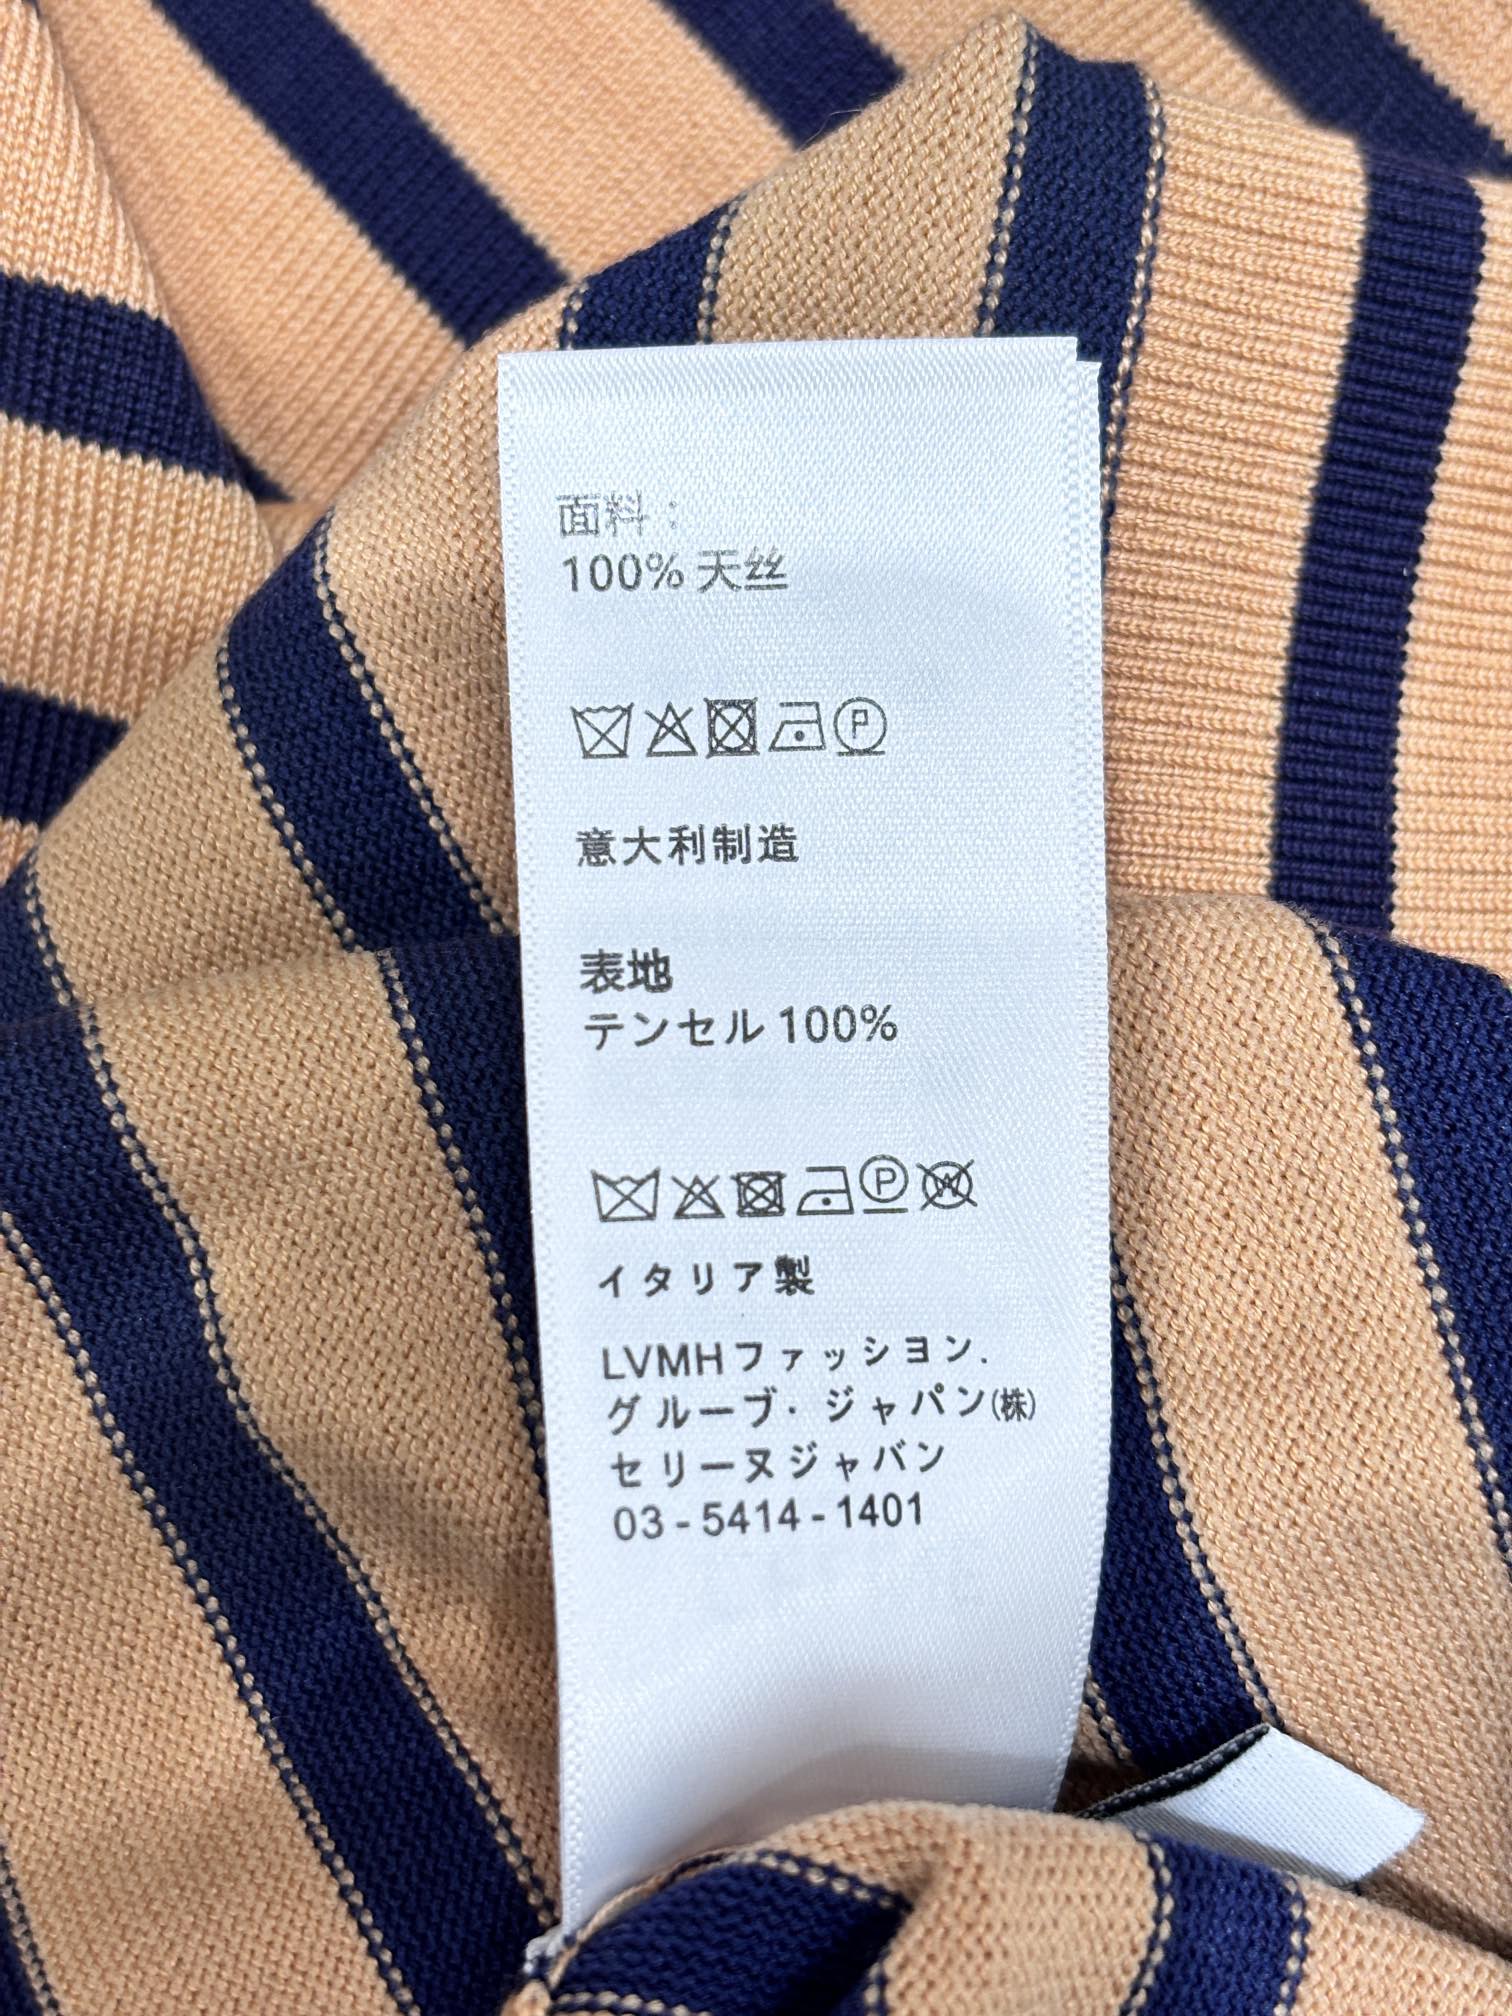 面料：
100% 天丝
P
意大利制造
表地
テンセル 100%
P W
イタリア製
LVMHファッション.
グループ・ジャパン(株)
セリーヌジャパン
03-5414-1401